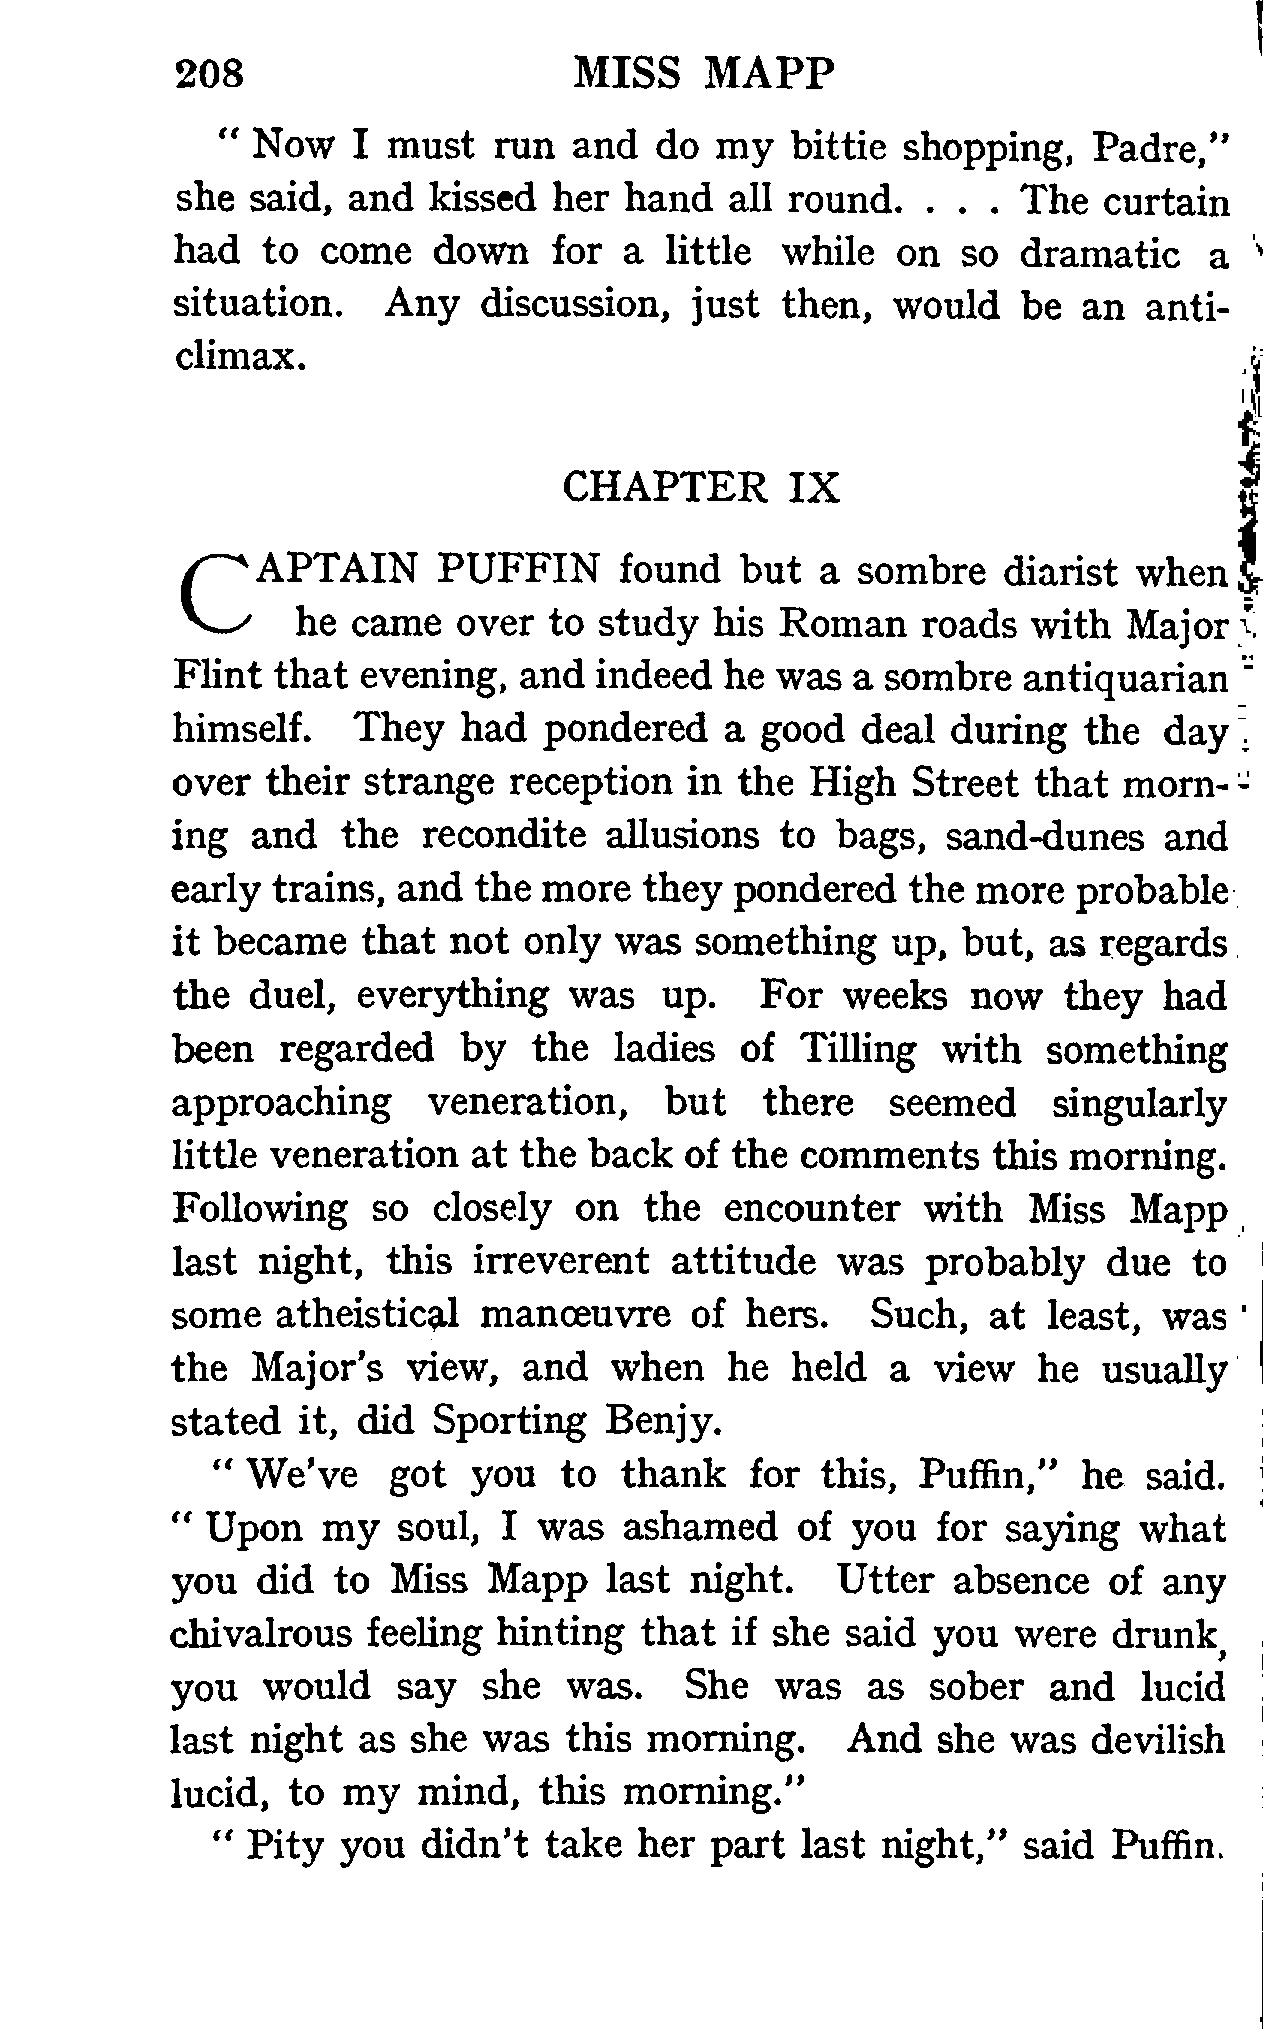 208 MISS MAPP
“ Now I must run and do my bittie shopping, Padre,”
she said, and kissed her hand all round. . . . The curtain
had to come down for a little while on so dramatic a
situation. Any discussion, just then, would be an anti-
climax.
CHAPTER IX
CAPTAIN PUFFIN found but a sombre diarist when
he came over to study his Roman roads with Major
Flint that evening, and indeed he was a sombre antiquarian
himself. They had pondered a good deal during the day
over their strange reception in the High Street that morn-
ing and the recondite allusions to bags, sand-dunes and
early trains, and the more they pondered the more probable
it became that not only was something up, but, as regards
the duel, everything was up. For weeks now they had
been regarded by the ladies of Tilling with something
approaching veneration, but there seemed singularly
little veneration at the back of the comments this morning.
Following so closely on the encounter with Miss Mapp
last night, this irreverent attitude was probably due to
some atheistical manœuvre of hers. Such, at least, was
the Major’s view, and when he held a view he usually
stated it, did Sporting Benjy.
“ We’ve got you to thank for this, Puffin,” he said.
“ Upon my soul, I was ashamed of you for saying what
you did to Miss Mapp last night. Utter absence of any
chivalrous feeling hinting that if she said you were drunk,
you would say she was. She was as sober and lucid
last night as she was this morning. And she was devilish
lucid, to my mind, this morning.”
“ Pity you didn’t take her part last night,” said Puffin.